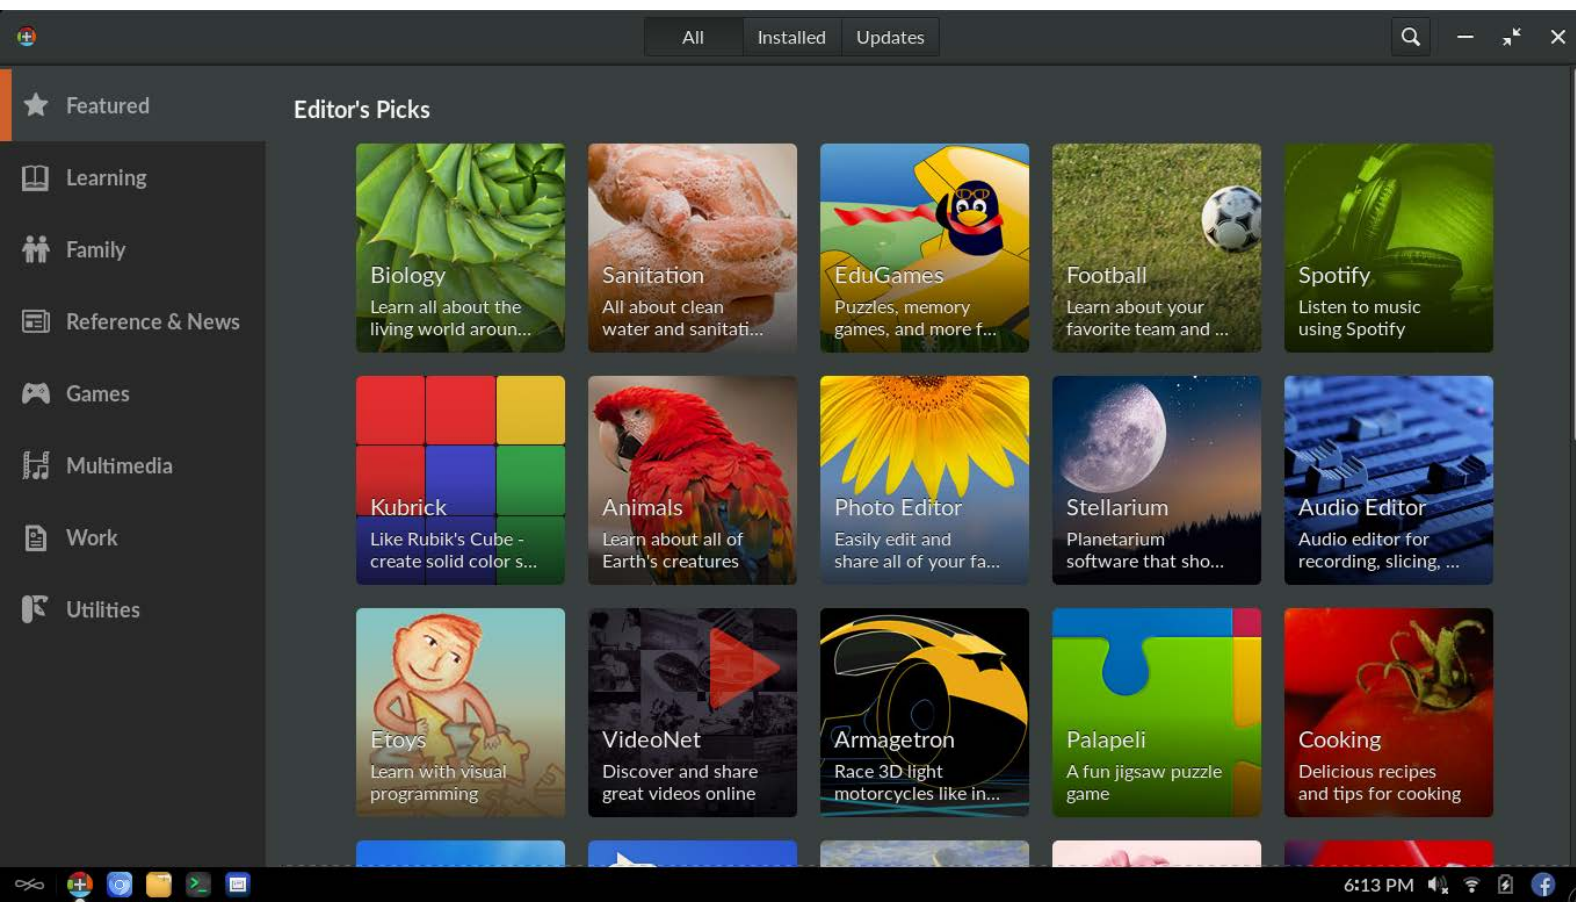 All Installed Updates
Featured
Learning
Family
Reference & News
Games
Multimedia
Work
Utilities
Editor's Picks
Biology
Learn all about the
living world aroun...
Sanitation
All about clean
water and sanitati...
EduGames
Puzzles, memory
games, and more f...
Football
Learn about your
favorite team and ...
Spotify
Listen to music
using Spotify
Kubrick
Like Rubik's Cube -
create solid color s...
Animals
Learn about all of
Earth's creatures
Photo Editor
Easily edit and
share all of your fa...
Stellarium
Planetarium
software that sho...
Audio Editor
Audio editor for
recording, slicing, ...
Etoys
Learn with visual
programming
VideoNet
Discover and share
great videos online
Armagetron
Race 3D light
motorcycles like in...
Palapeli
A fun jigsaw puzzle
game
Cooking
Delicious recipes
and tips for cooking
6:13 PM